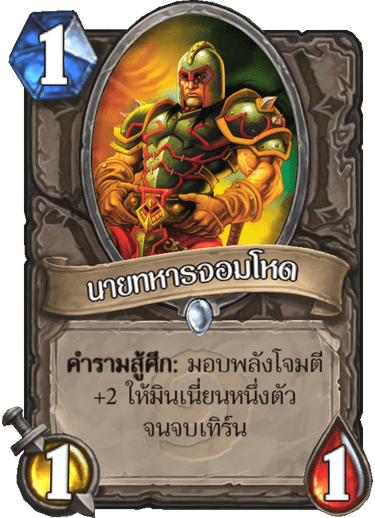 1
นายทหารจอมโหด
คำรามสู้ศึก: มอบพลังโจมตี
+2 ให้มินเนี่ยนหนึ่งตัว
จนจบเทิร์น
1
1